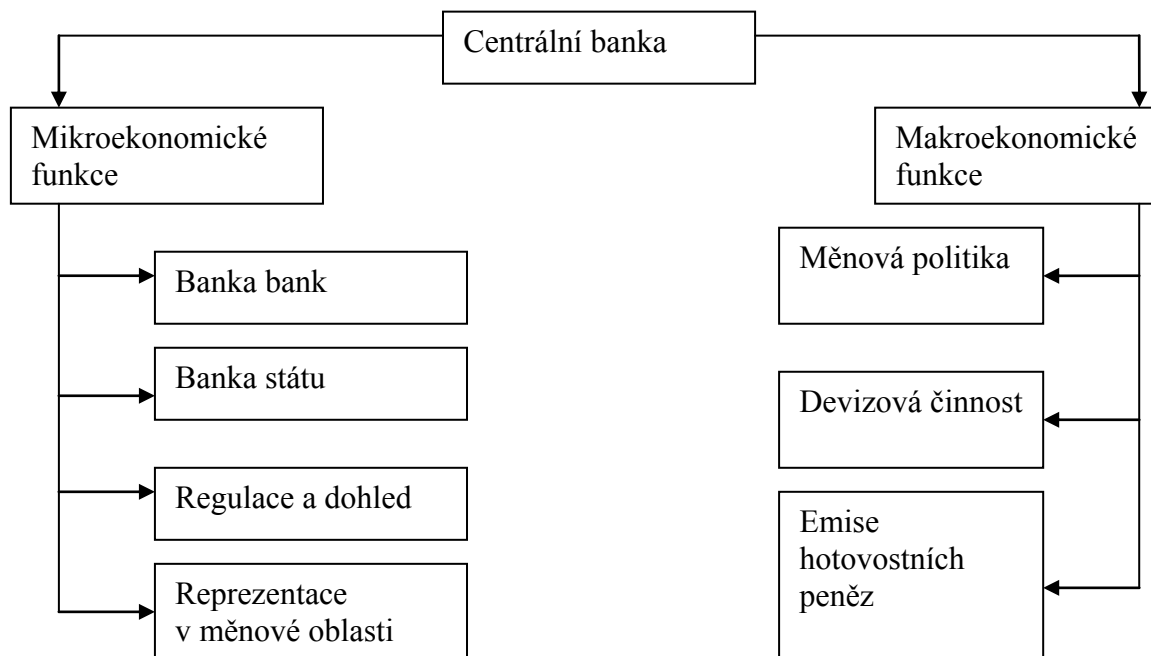 Centrální banka
Mikroekonomické
funkce
Makroekonomické
funkce
Banka bank
Banka státu
Regulace a dohled
Reprezentace
v měnové oblasti
Měnová politika
Devizová činnost
Emise
hotovostních
peněz